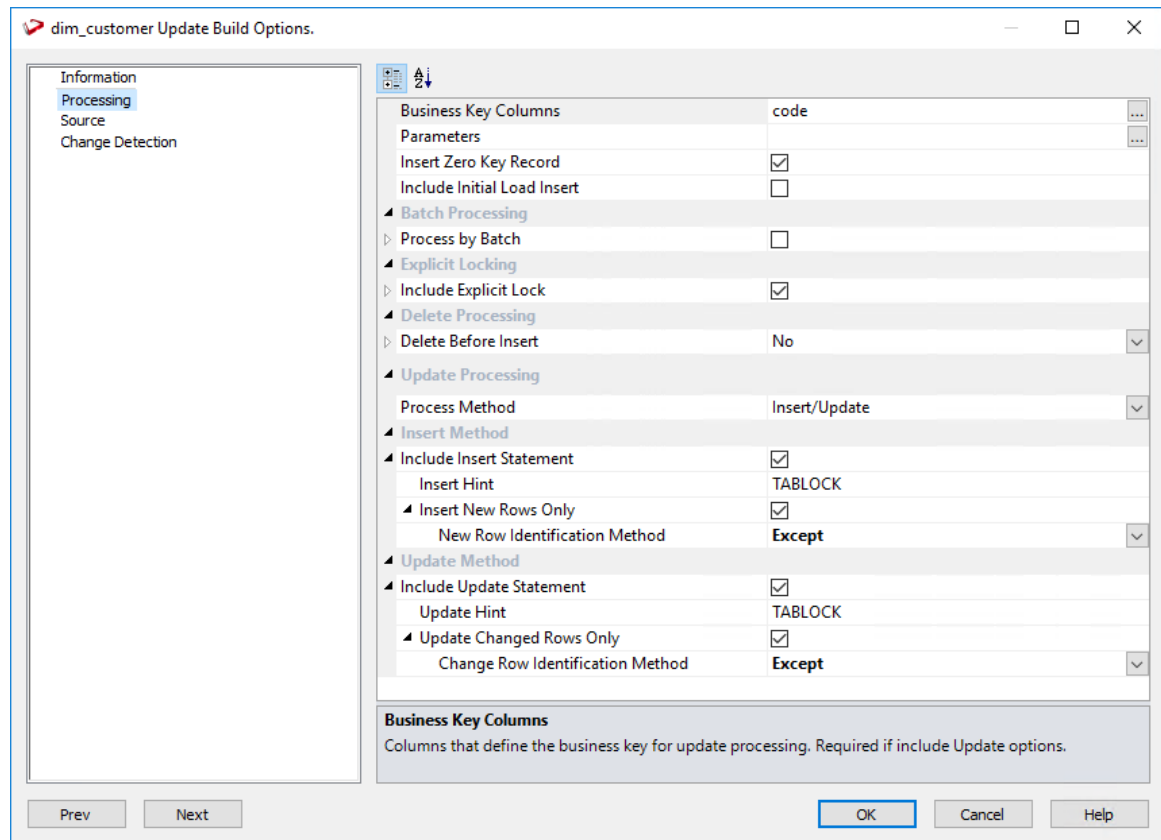 dim_customer Update Build Options.
Information
Processing
Source
Change Detection
Business Key Columns code ...
Parameters ...
Insert Zero Key Record
Include Initial Load Insert
Batch Processing
Process by Batch
Explicit Locking
Include Explicit Lock
Delete Processing
Delete Before Insert No
Update Processing
Process Method Insert/Update
Insert Method
Include Insert Statement
Insert Hint TABLOCK
Insert New Rows Only
New Row Identification Method Except
Update Method
Include Update Statement
Update Hint TABLOCK
Update Changed Rows Only
Change Row Identification Method Except
Business Key Columns
Columns that define the business key for update processing. Required if include Update options.
Prev Next OK Cancel Help